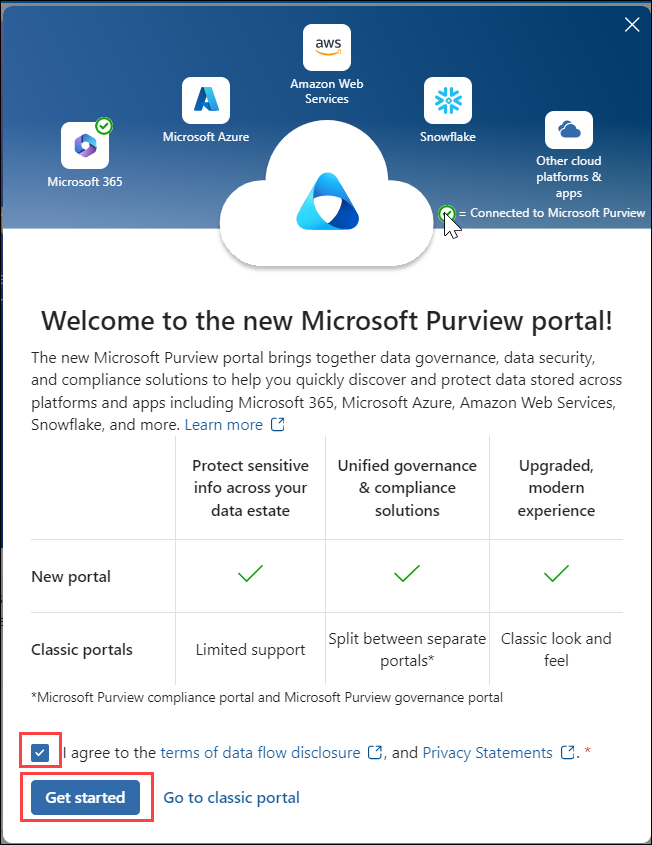 aws
Amazon Web
Services
Microsoft Azure
Snowflake
Microsoft 365
Other cloud
platforms &
apps
= Connected to Microsoft Purview
Welcome to the new Microsoft Purview portal!
The new Microsoft Purview portal brings together data governance, data security,
and compliance solutions to help you quickly discover and protect data stored across
platforms and apps including Microsoft 365, Microsoft Azure, Amazon Web Services,
Snowflake, and more. Learn more
Protect sensitive
info across your
data estate
Unified governance
& compliance
solutions
Upgraded,
modern
experience
New portal
Classic portals
Limited support
Split between separate
portals*
Classic look and
feel
*Microsoft Purview compliance portal and Microsoft Purview governance portal
I agree to the terms of data flow disclosure , and Privacy Statements . *
Get started Go to classic portal